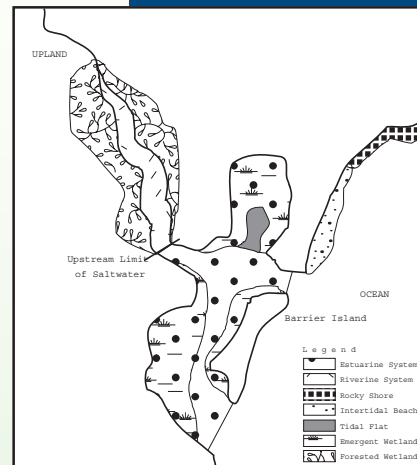 UPLAND
Upstream Limit
of Saltwater
OCEAN
Barrier Island
Legend
Estuarine System
Riverine System
Rocky Shore
Intertidal Beach
Tidal Flat
Emergent Wetland
Forested Wetland